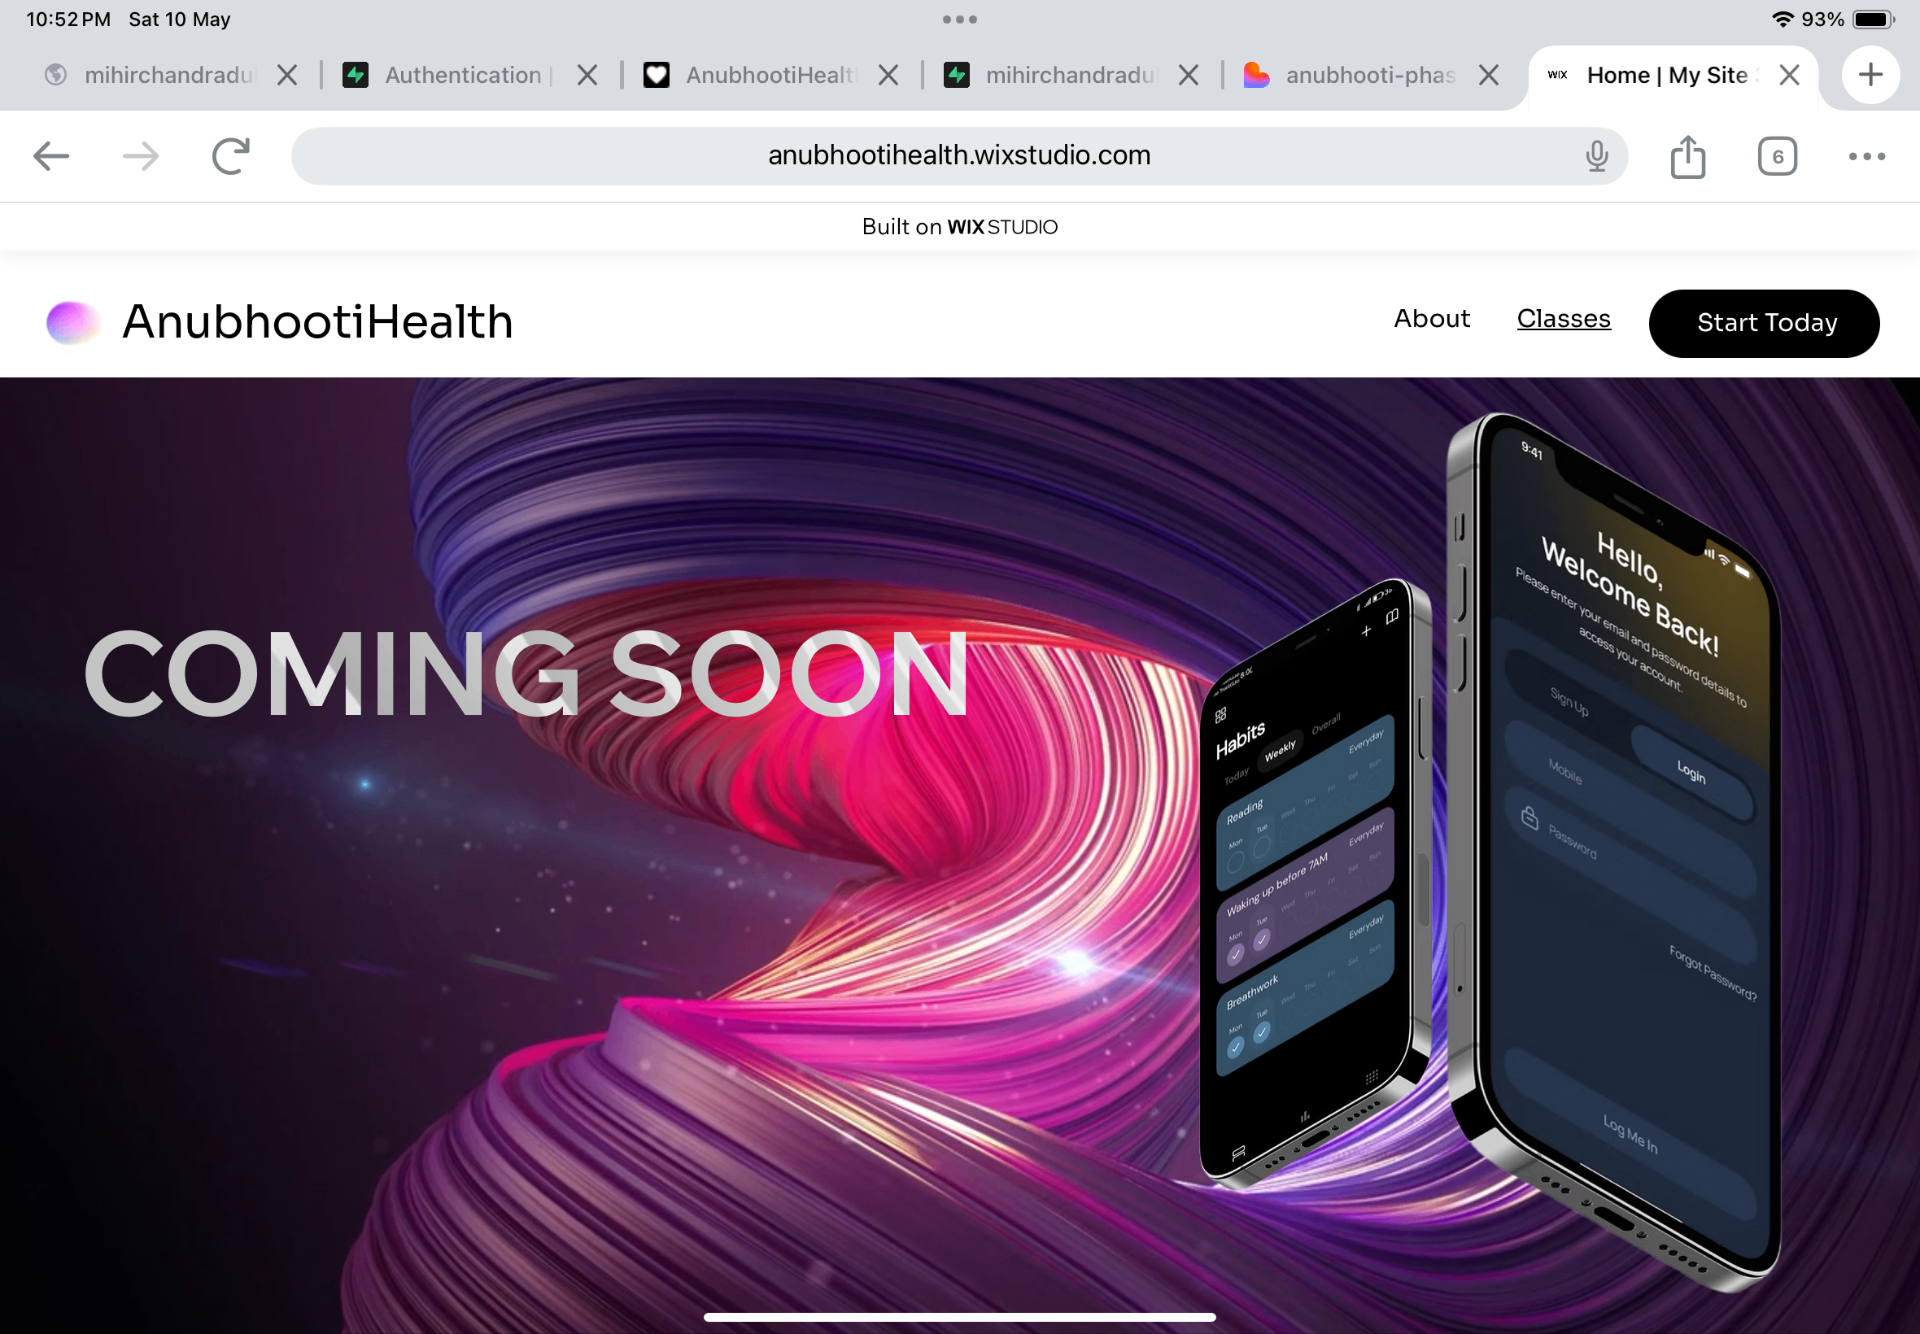 10:52 PM Sat 10 May
93%
mihirchandradu
Authentication |
AnubhootiHealt
mihirchandradu
anubhooti-phas
WIX Home | My Site
anubhootihealth.wixstudio.com
6
Built on WIX STUDIO
AnubhootiHealth
About
Classes
Start Today
COMING SOON
Habits
Today
Weekly
Overall
Reading
Everyday
Mon Tue Wed Thu Fri Sat Sun
Waking up before 7AM
Everyday
Mon Tue Wed Thu Fri Sat Sun
Breathwork
Everyday
Mon Tue Wed Thu Fri Sat Sun
9:41
Hello,
Welcome Back!
Please enter your email and password details to
access your account.
Sign Up
Login
Mobile
Password
Forgot Password?
Log Me In